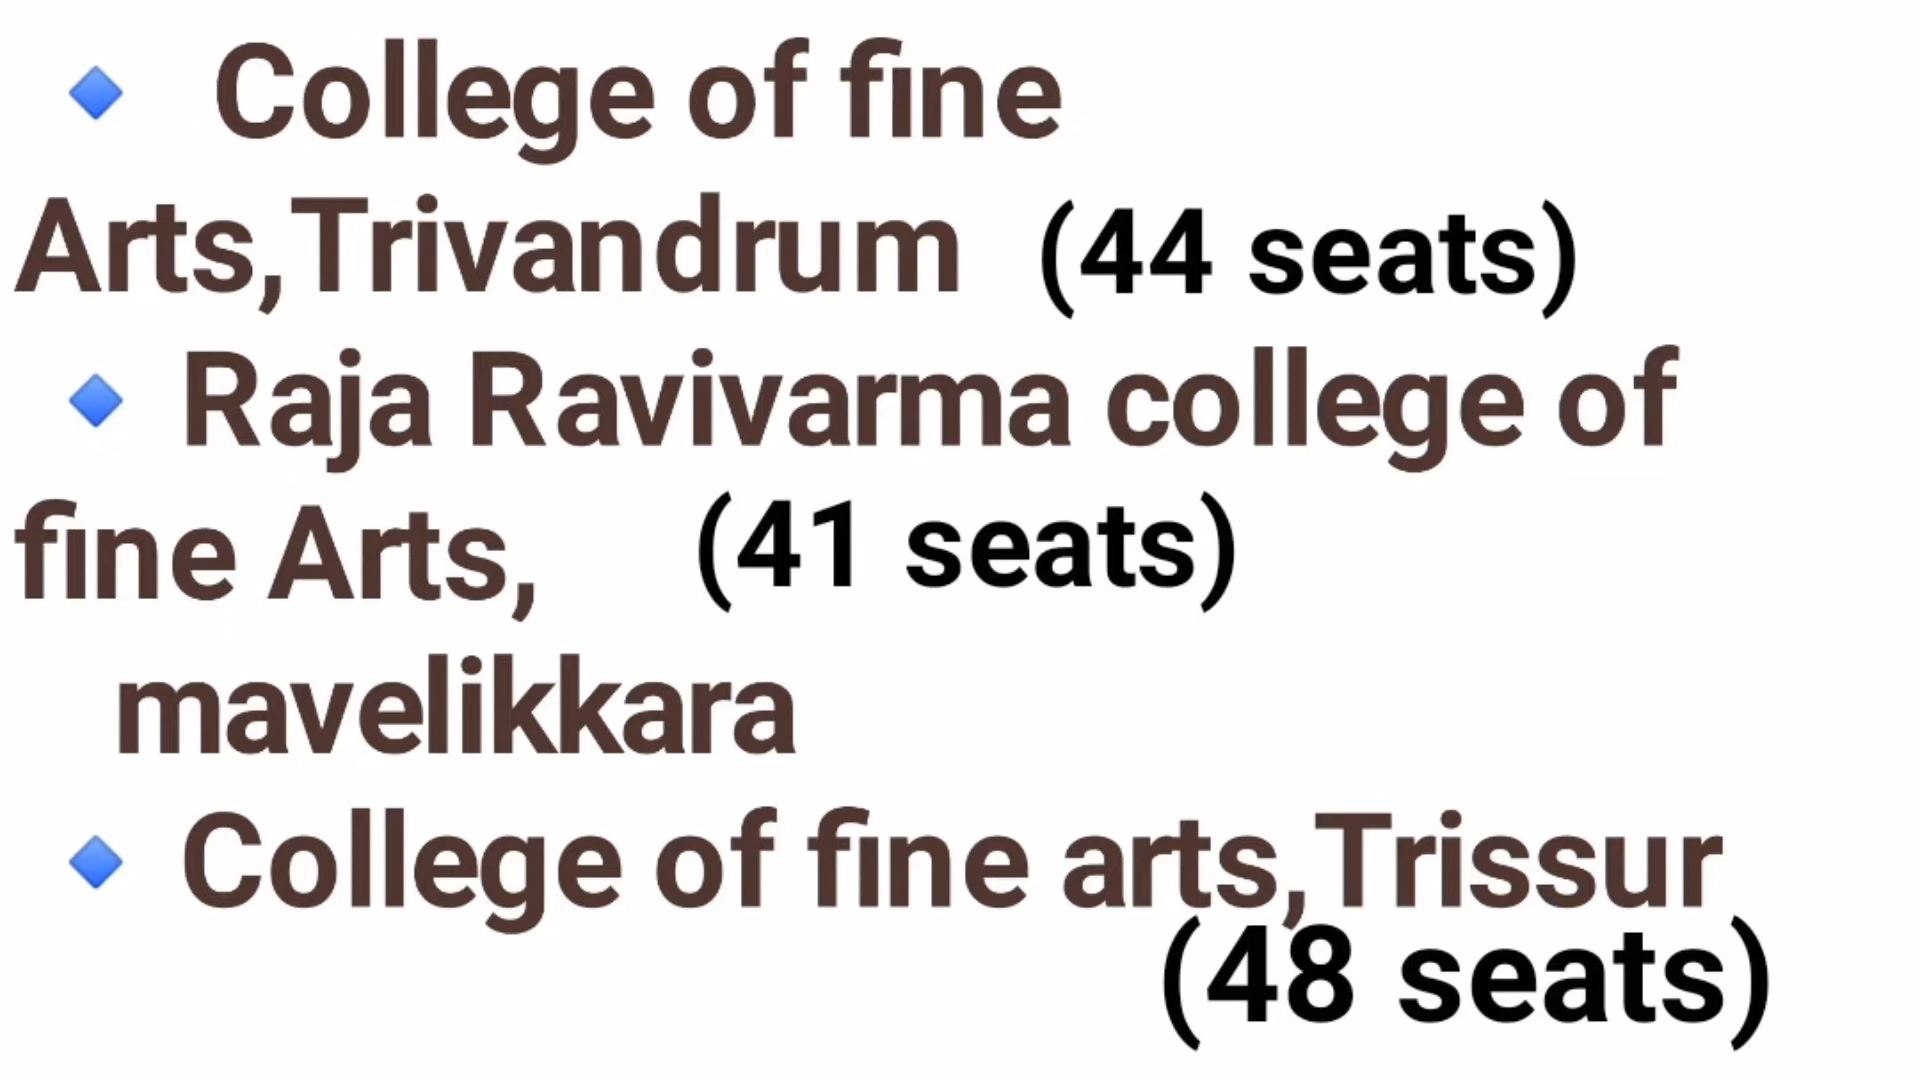 🔹 College of fine
Arts,Trivandrum (44 seats)
🔹 Raja Ravivarma college of
fine Arts, (41 seats)
mavelikkara
🔹 College of fine arts,Trissur
(48 seats)